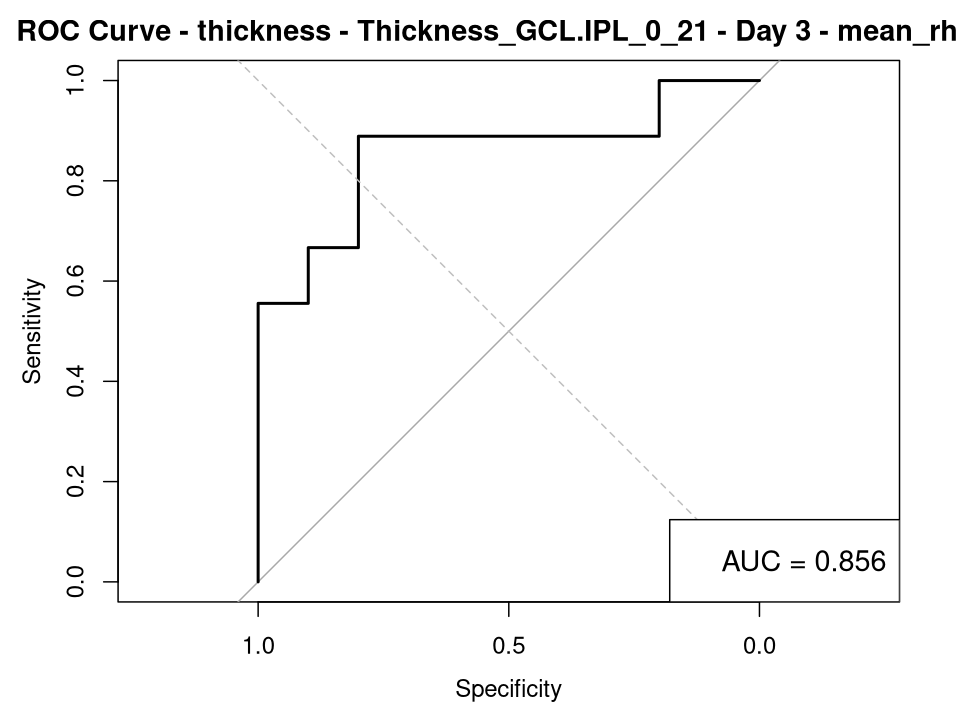 ROC Curve - thickness - Thickness_GCL.IPL_0_21 - Day 3 - mean_rh
1.0
0.8
0.6
0.4
0.2
0.0
Sensitivity
AUC = 0.856
1.0 0.5 0.0
Specificity